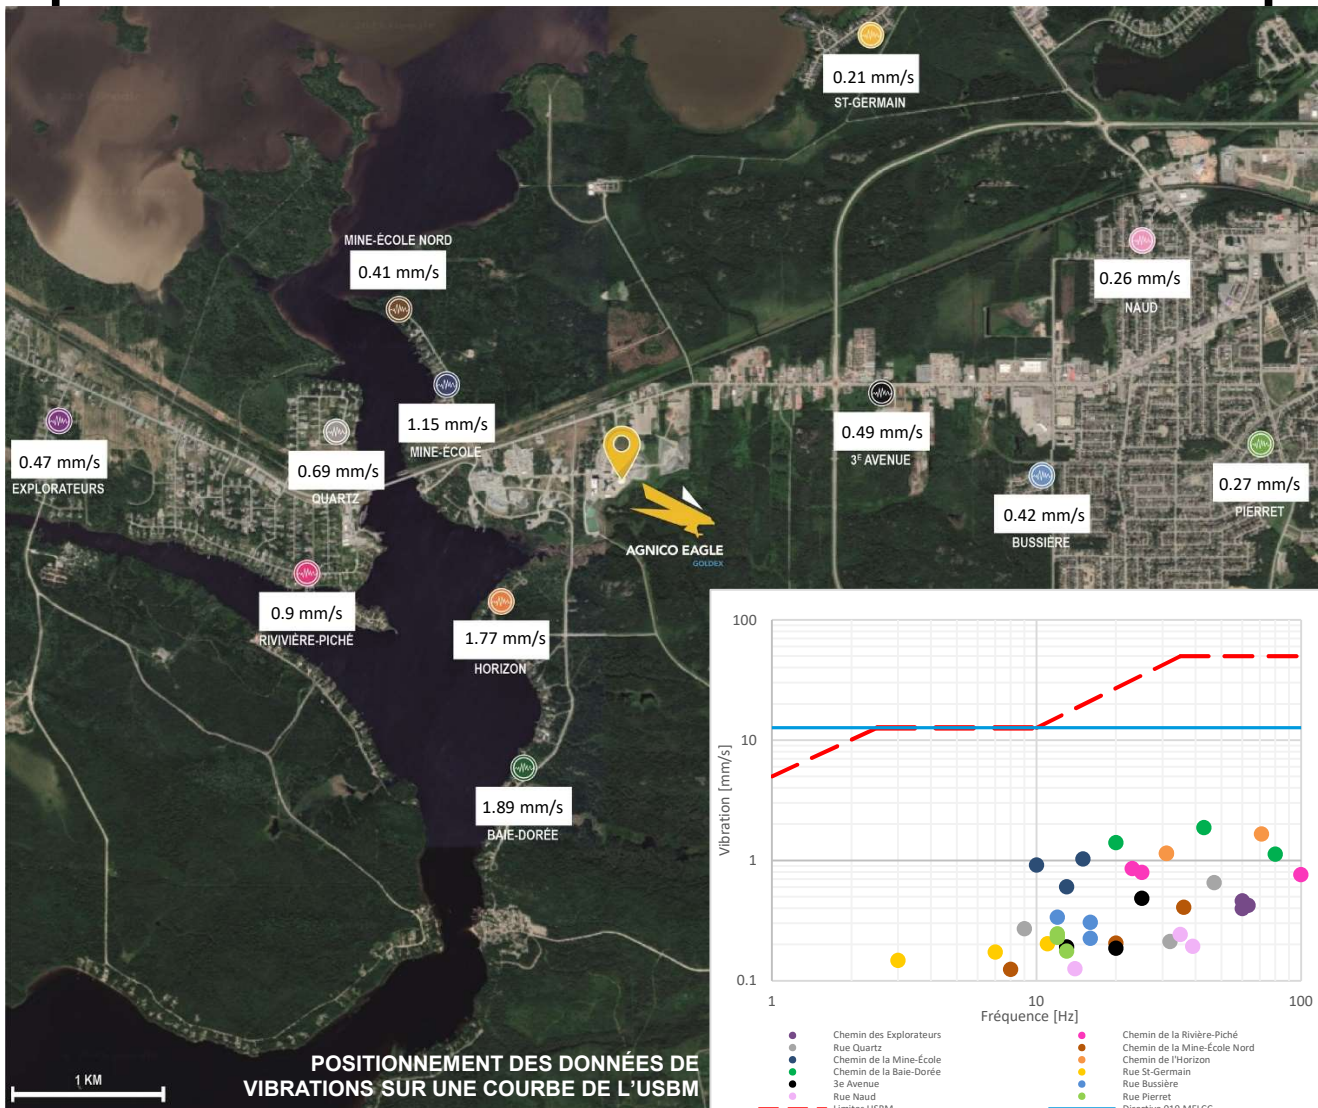 0.21 mm/s
ST-GERMAIN
MINE-ÉCOLE NORD
0.41 mm/s
0.26 mm/s
NAUD
1.15 mm/s
MINE-ÉCOLE
0.49 mm/s
3E AVENUE
0.47 mm/s
EXPLORATEURS
0.69 mm/s
QUARTZ
0.27 mm/s
PIERRET
0.42 mm/s
BUSSIÈRE
AGNICO EAGLE
GOLDEX
0.9 mm/s
RIVIVIÈRE-PICHÉ
1.77 mm/s
HORIZON
1.89 mm/s
BAIE-DORÉE
POSITIONNEMENT DES DONNÉES DE
VIBRATIONS SUR UNE COURBE DE L'USBM
1 KM
100
10
1
0.1
Vibration [mm/s]
1
10
100
Fréquence [Hz]
Chemin des Explorateurs
Chemin de la Rivière-Piché
Rue Quartz
Chemin de la Mine-École Nord
Chemin de la Mine-École
Chemin de l'Horizon
Chemin de la Baie-Dorée
Rue St-Germain
3e Avenue
Rue Bussière
Rue Naud
Rue Pierret
Limites USBM
Directive 019 MELCC